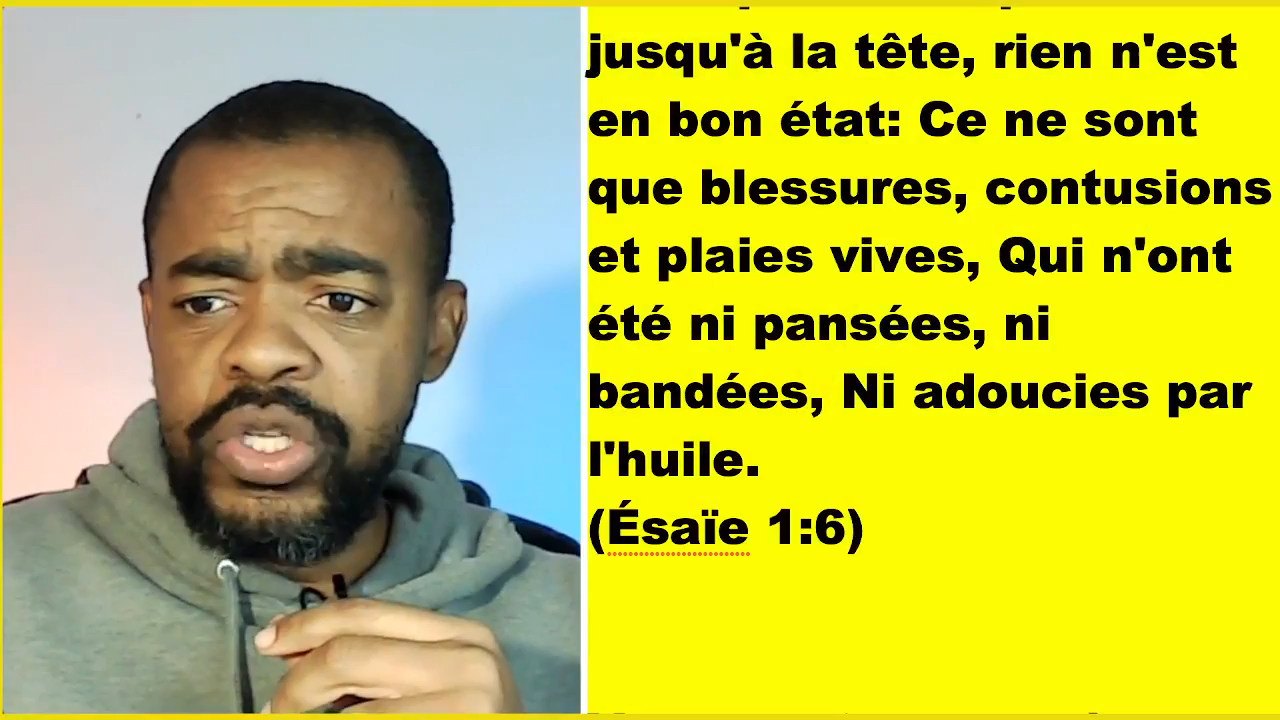 jusqu'à la tête, rien n'est
en bon état: Ce ne sont
que blessures, contusions
et plaies vives, Qui n'ont
été ni pansées, ni
bandées, Ni adoucies par
l'huile.
(Ésaïe 1:6)